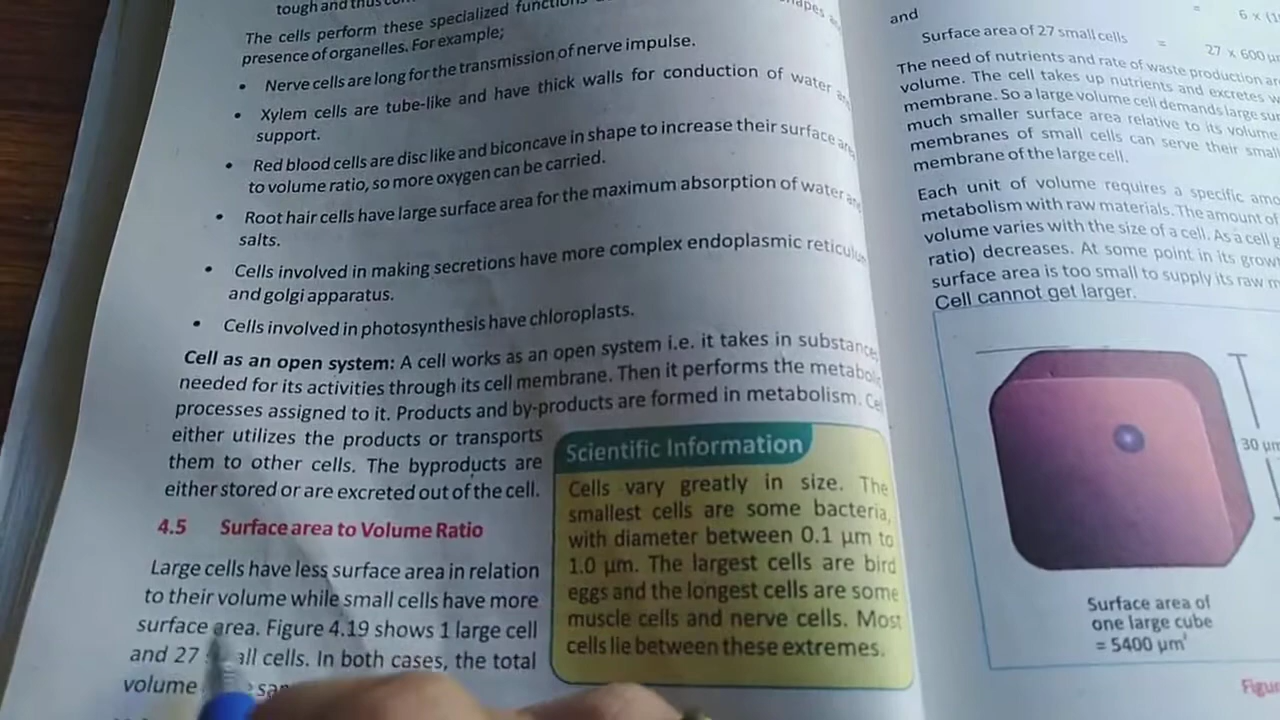 tough and thus
The cells perform these specialized functions
presence of organelles. For example;
• Nerve cells are long for the transmission of nerve impulse.
• Xylem cells are tube-like and have thick walls for conduction of water
support.
• Red blood cells are disc like and biconcave in shape to increase their surface
to volume ratio, so more oxygen can be carried.
• Root hair cells have large surface area for the maximum absorption of water
salts.
• Cells involved in making secretions have more complex endoplasmic
and golgi apparatus.
• Cells involved in photosynthesis have chloroplasts.
Cell as an open system: A cell works as an open system i.e. it takes in
needed for its activities through its cell membrane. Then it performs the
processes assigned to it. Products and by-products are formed in metabolism.
either utilizes the products or transports
them to other cells. The byproducts are
either stored or are excreted out of the cell.
4.5 Surface area to Volume Ratio
Large cells have less surface area in relation
to their volume while small cells have more
surface area. Figure 4.19 shows 1 large cell
and 27 cells. In both cases, the total
volume
Scientific Information
Cells vary greatly in size. The
smallest cells are some bacteria,
with diameter between 0.1 µm to
1.0 µm. The largest cells are bird
eggs and the longest cells are some
muscle cells and nerve cells. Most
cells lie between these extremes.
= 6 x
and
Surface area of 27 small cells = 27 x 600
The need of nutrients and rate of waste production
volume. The cell takes up nutrients and excretes
membrane. So a large volume cell demands large
much smaller surface area relative to its volume
membranes of small cells can serve their
membrane of the large cell.
Each unit of volume requires a specific
metabolism with raw materials. The amount of
volume varies with the size of a cell. As a cell
ratio) decreases. At some point in its
surface area is too small to supply its raw
Cell cannot get larger.
30
Surface area of
one large cube
= 5400 µm²